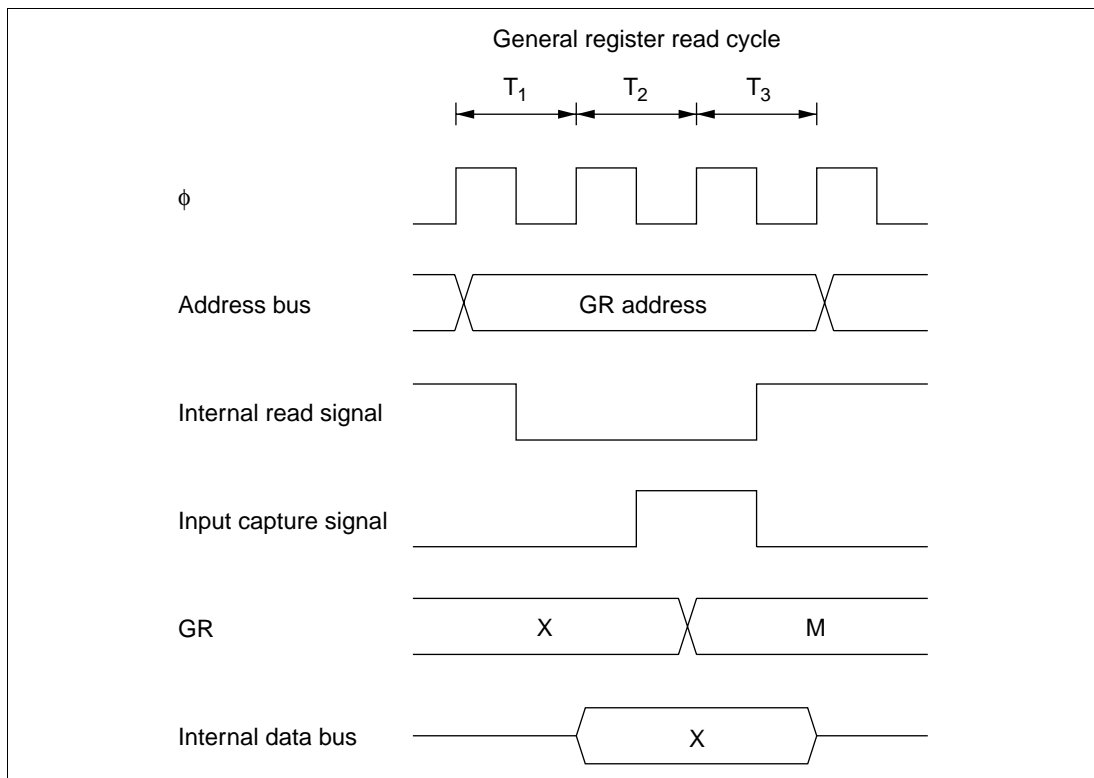 General register read cycle
T1 T2 T3
ϕ
Address bus GR address
Internal read signal
Input capture signal
GR X M
Internal data bus X